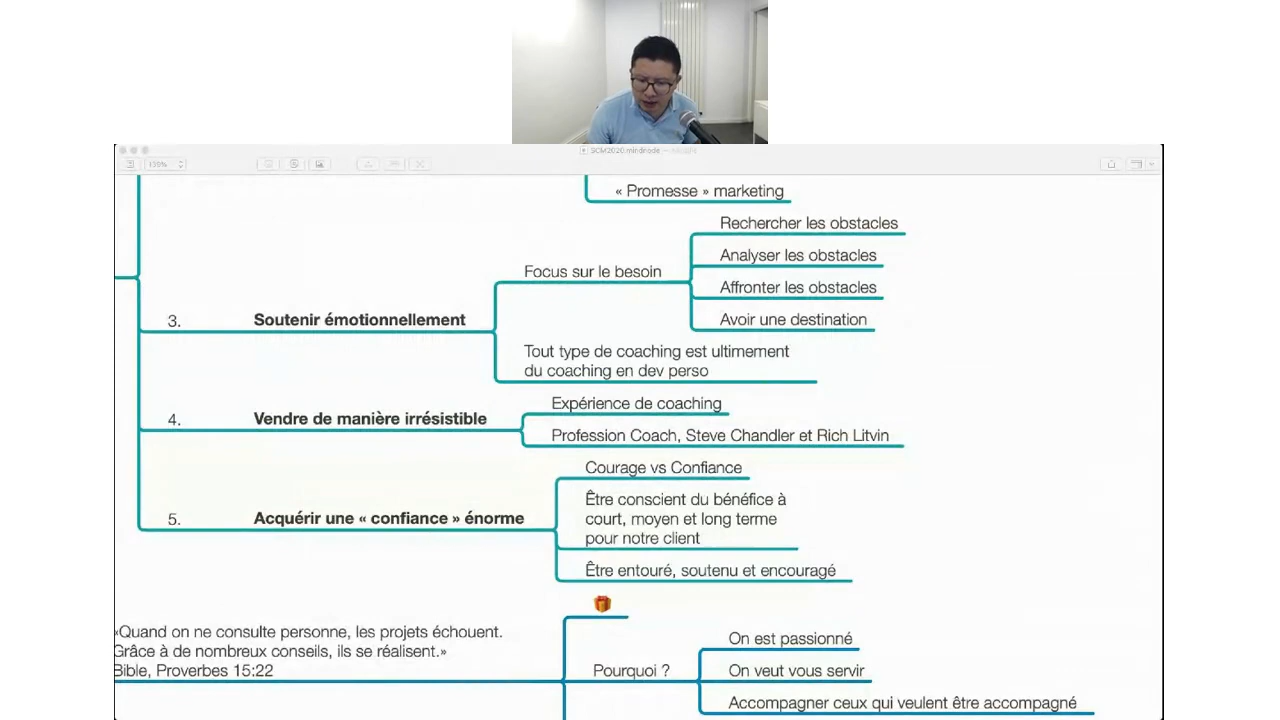 SCM2020.mindnode
135%
« Promesse » marketing
Rechercher les obstacles
Analyser les obstacles
Focus sur le besoin
Affronter les obstacles
3.
Soutenir émotionnellement
Avoir une destination
Tout type de coaching est ultimement
du coaching en dev perso
Expérience de coaching
4.
Vendre de manière irrésistible
Profession Coach, Steve Chandler et Rich Litvin
Courage vs Confiance
Être conscient du bénéfice à
court, moyen et long terme
pour notre client
5.
Acquérir une « confiance » énorme
Être entouré, soutenu et encouragé
«Quand on ne consulte personne, les projets échouent.
Grâce à de nombreux conseils, ils se réalisent.»
Bible, Proverbes 15:22
On est passionné
Pourquoi ?
On veut vous servir
Accompagner ceux qui veulent être accompagné